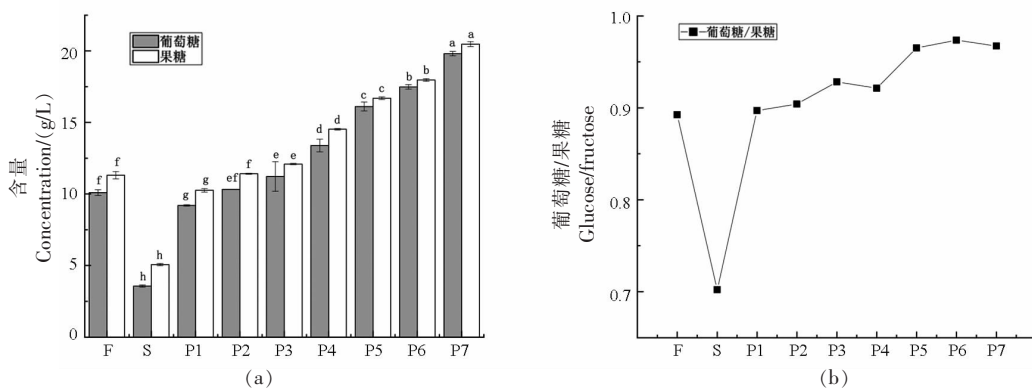 葡萄糖
果糖
含量
Concentration/(g/L)
20
15
10
5
0
f
f
h
h
g
g
ef
f
e
e
d
d
c
c
b
b
a
a
F S P1 P2 P3 P4 P5 P6 P7
(a)
葡萄糖/果糖
葡萄糖/果糖
Glucose/fructose
1.0
0.9
0.8
0.7
F S P1 P2 P3 P4 P5 P6 P7
(b)